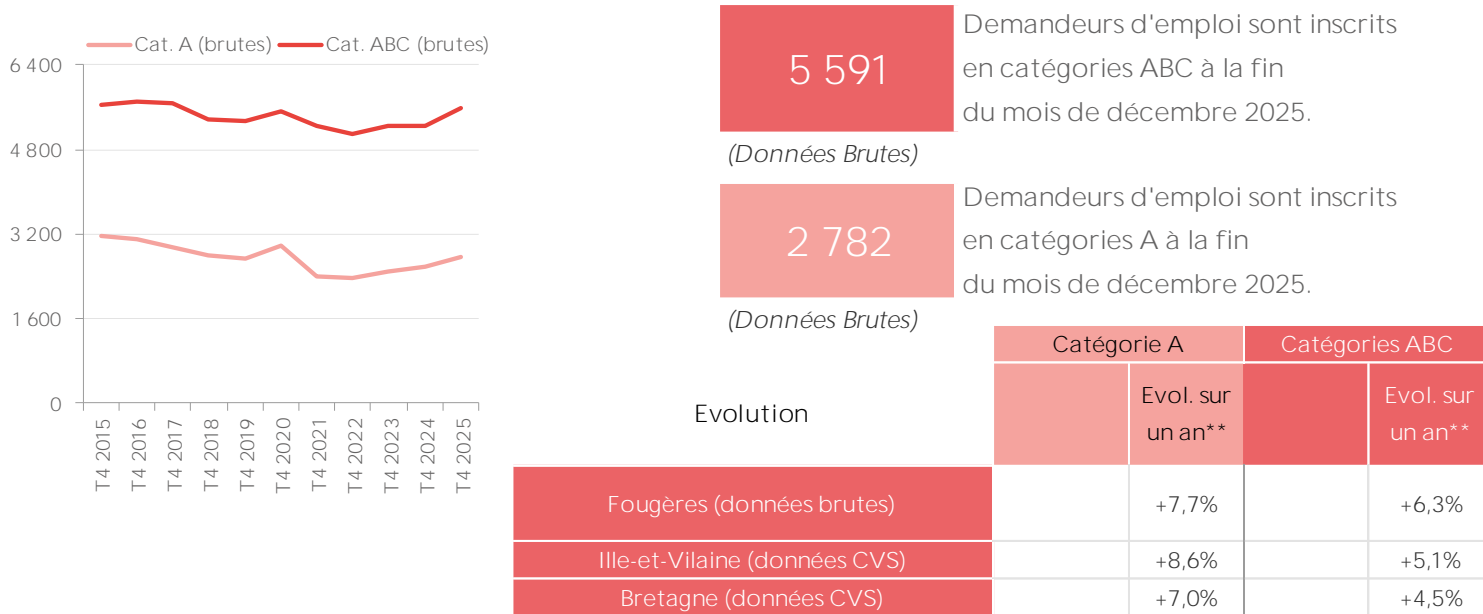 Cat. A (brutes) Cat. ABC (brutes)
6 400
4 800
3 200
1 600
0
T4 2015
T4 2016
T4 2017
T4 2018
T4 2019
T4 2020
T4 2021
T4 2022
T4 2023
T4 2024
T4 2025
5 591
Demandeurs d'emploi sont inscrits
en catégories ABC à la fin
du mois de décembre 2025.
(Données Brutes)
2 782
Demandeurs d'emploi sont inscrits
en catégories A à la fin
du mois de décembre 2025.
(Données Brutes)
Evolution
Catégorie A Catégories ABC
Evol. sur
un an**
Evol. sur
un an**
Fougères (données brutes) +7,7% +6,3%
Ille-et-Vilaine (données CVS) +8,6% +5,1%
Bretagne (données CVS) +7,0% +4,5%